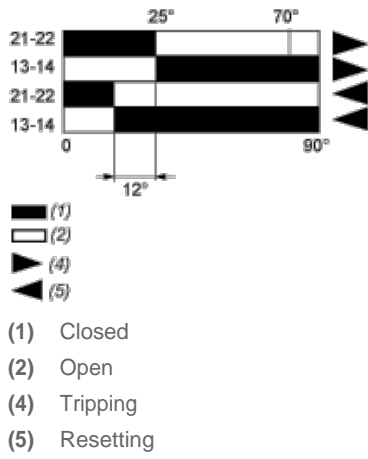 25° 70°
21-22
13-14
21-22
13-14
0 90°
12°
(1)
(2)
(4)
(5)
(1) Closed
(2) Open
(4) Tripping
(5) Resetting